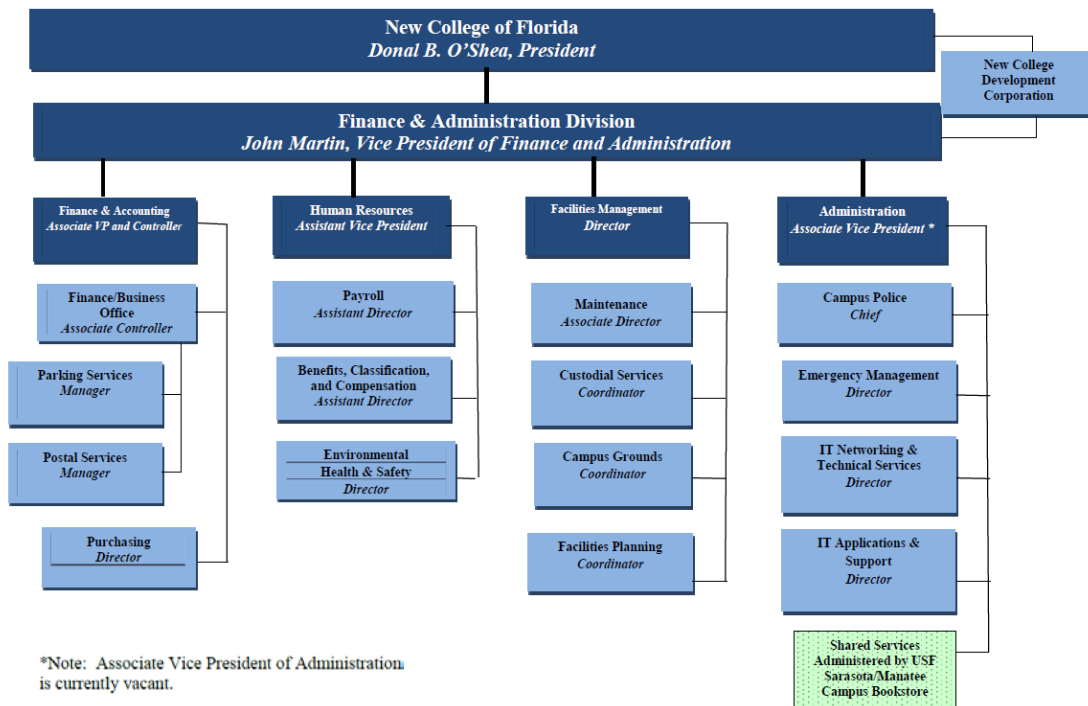 New College of Florida
Donal B. O'Shea, President
New College
Development
Corporation
Finance & Administration Division
John Martin, Vice President of Finance and Administration
Finance & Accounting
Associate VP and Controller
Human Resources
Assistant Vice President
Facilities Management
Director
Administration
Associate Vice President *
Finance/Business
Office
Associate Controller
Parking Services
Manager
Postal Services
Manager
Purchasing
Director
Payroll
Assistant Director
Benefits, Classification,
and Compensation
Assistant Director
Environmental
Health & Safety
Director
Maintenance
Associate Director
Custodial Services
Coordinator
Campus Grounds
Coordinator
Facilities Planning
Coordinator
Campus Police
Chief
Emergency Management
Director
IT Networking &
Technical Services
Director
IT Applications &
Support
Director
Shared Services
Administered by USF
Sarasota/Manatee
Campus Bookstore
*Note: Associate Vice President of Administration
is currently vacant.